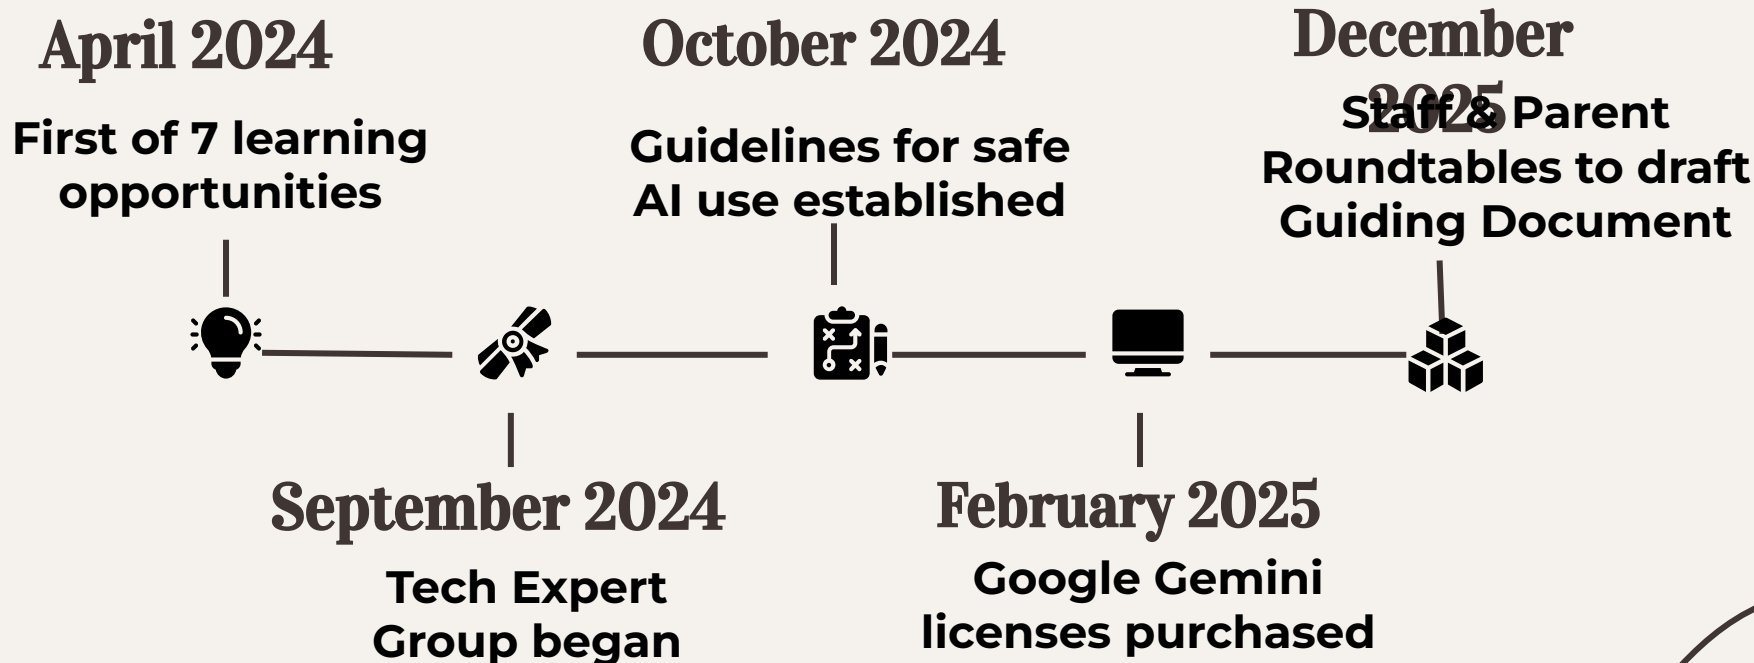 April 2024
First of 7 learning
opportunities
September 2024
Tech Expert
Group began
October 2024
Guidelines for safe
AI use established
February 2025
Google Gemini
licenses purchased
December
2025
Staff & Parent
Roundtables to draft
Guiding Document